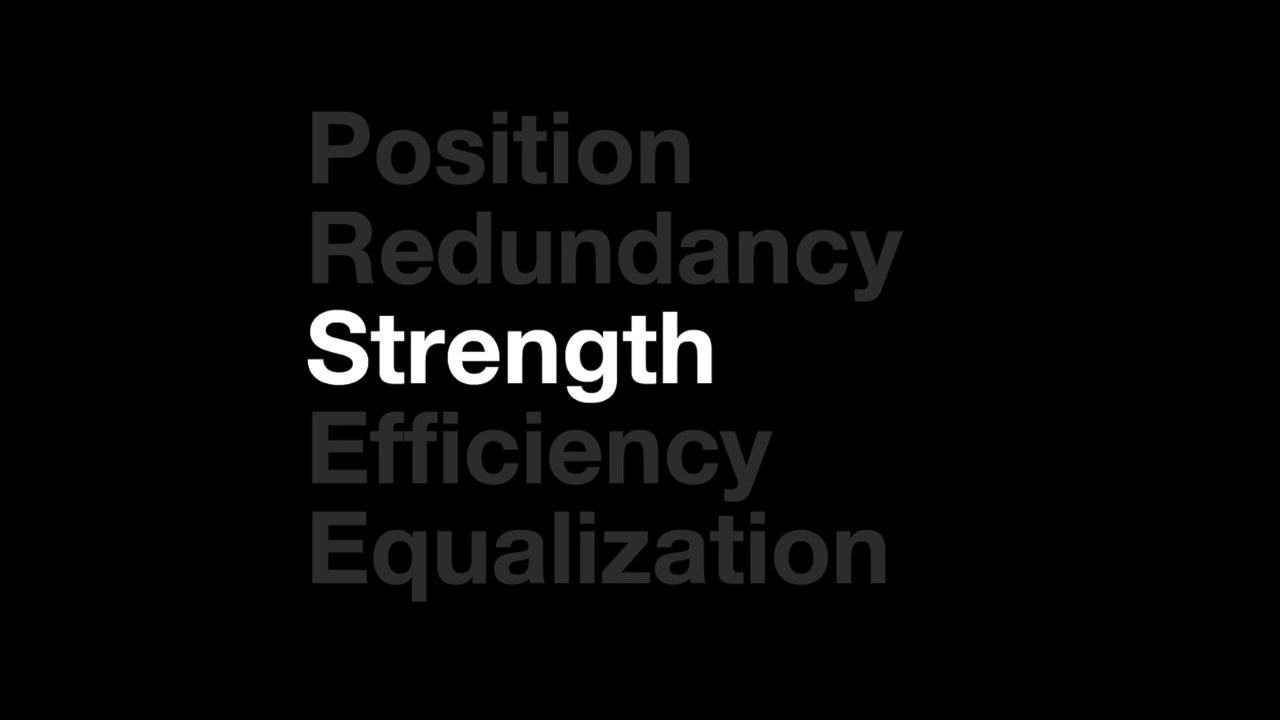 Position
Redundancy
Strength
Efficiency
Equalization